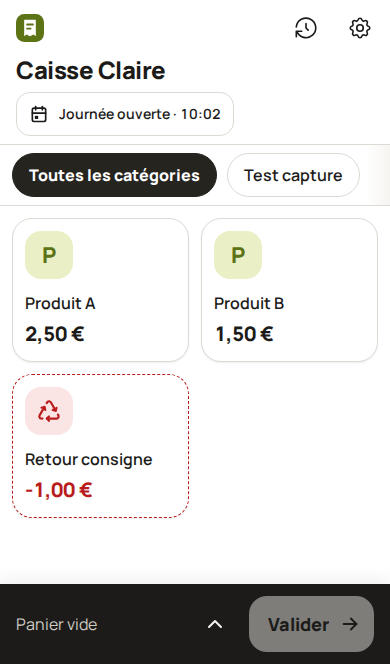 Caisse Claire
Journée ouverte · 10:02
Toutes les catégories
Test capture
P
Produit A
2,50 €
P
Produit B
1,50 €
Retour consigne
-1,00 €
Panier vide
Valider